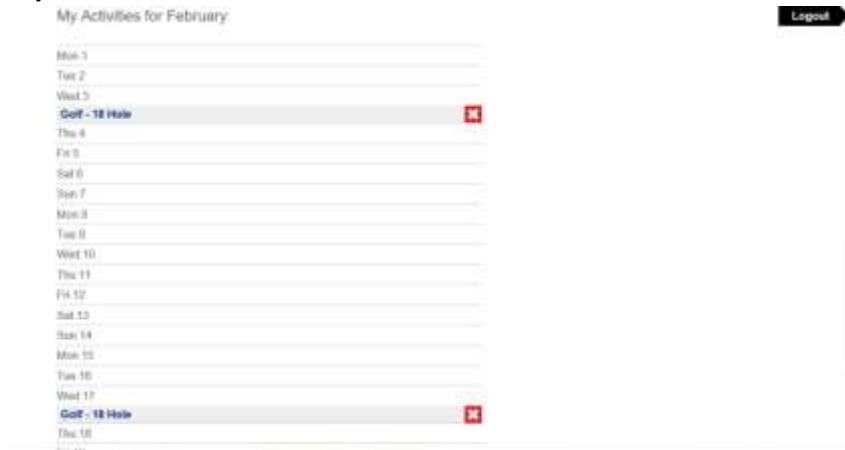 My Activities for February
Logout
Mon 1
Tue 2
Wed 3
Golf - 18 Hole
Thu 4
Fri 5
Sat 6
Sun 7
Mon 8
Tue 9
Wed 10
Thu 11
Fri 12
Sat 13
Sun 14
Mon 15
Tue 16
Wed 17
Golf - 18 Hole
Thu 18